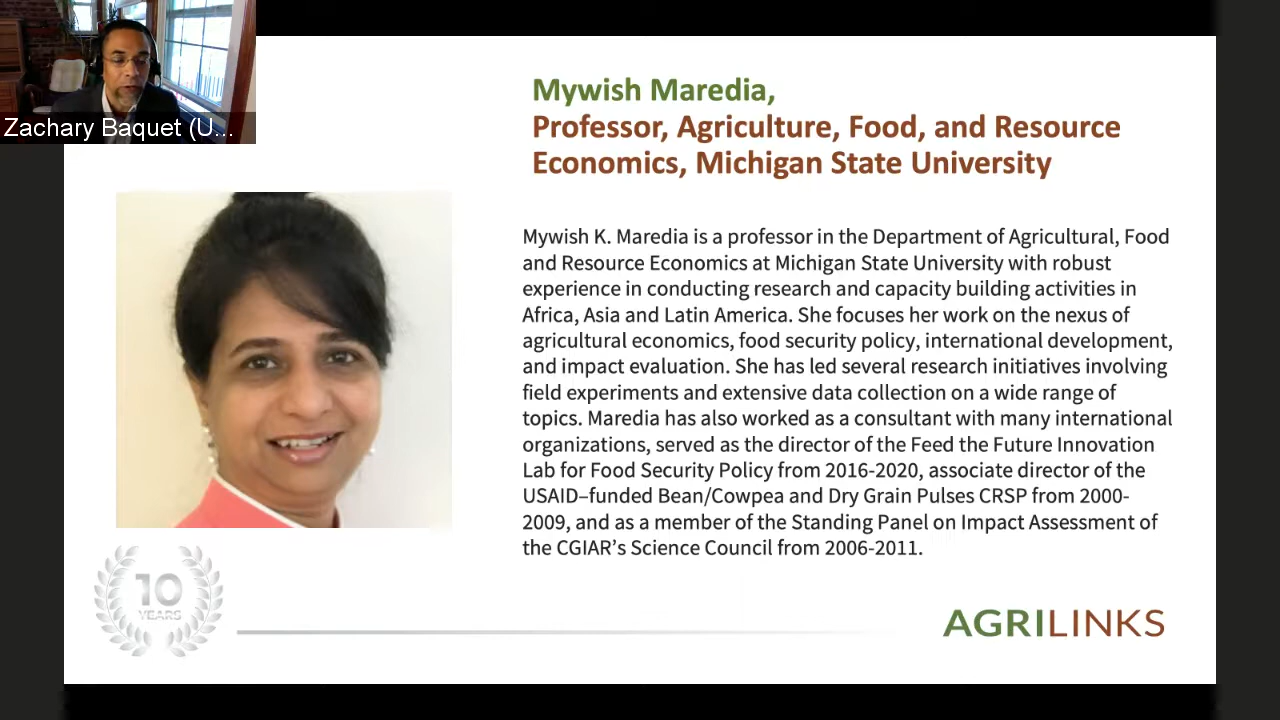 Zachary Baquet (U...
Mywish Maredia,
Professor, Agriculture, Food, and Resource
Economics, Michigan State University
Mywish K. Maredia is a professor in the Department of Agricultural, Food
and Resource Economics at Michigan State University with robust
experience in conducting research and capacity building activities in
Africa, Asia and Latin America. She focuses her work on the nexus of
agricultural economics, food security policy, international development,
and impact evaluation. She has led several research initiatives involving
field experiments and extensive data collection on a wide range of
topics. Maredia has also worked as a consultant with many international
organizations, served as the director of the Feed the Future Innovation
Lab for Food Security Policy from 2016-2020, associate director of the
USAID–funded Bean/Cowpea and Dry Grain Pulses CRSP from 2000-
2009, and as a member of the Standing Panel on Impact Assessment of
the CGIAR’s Science Council from 2006-2011.
10
YEARS
AGRILINKS